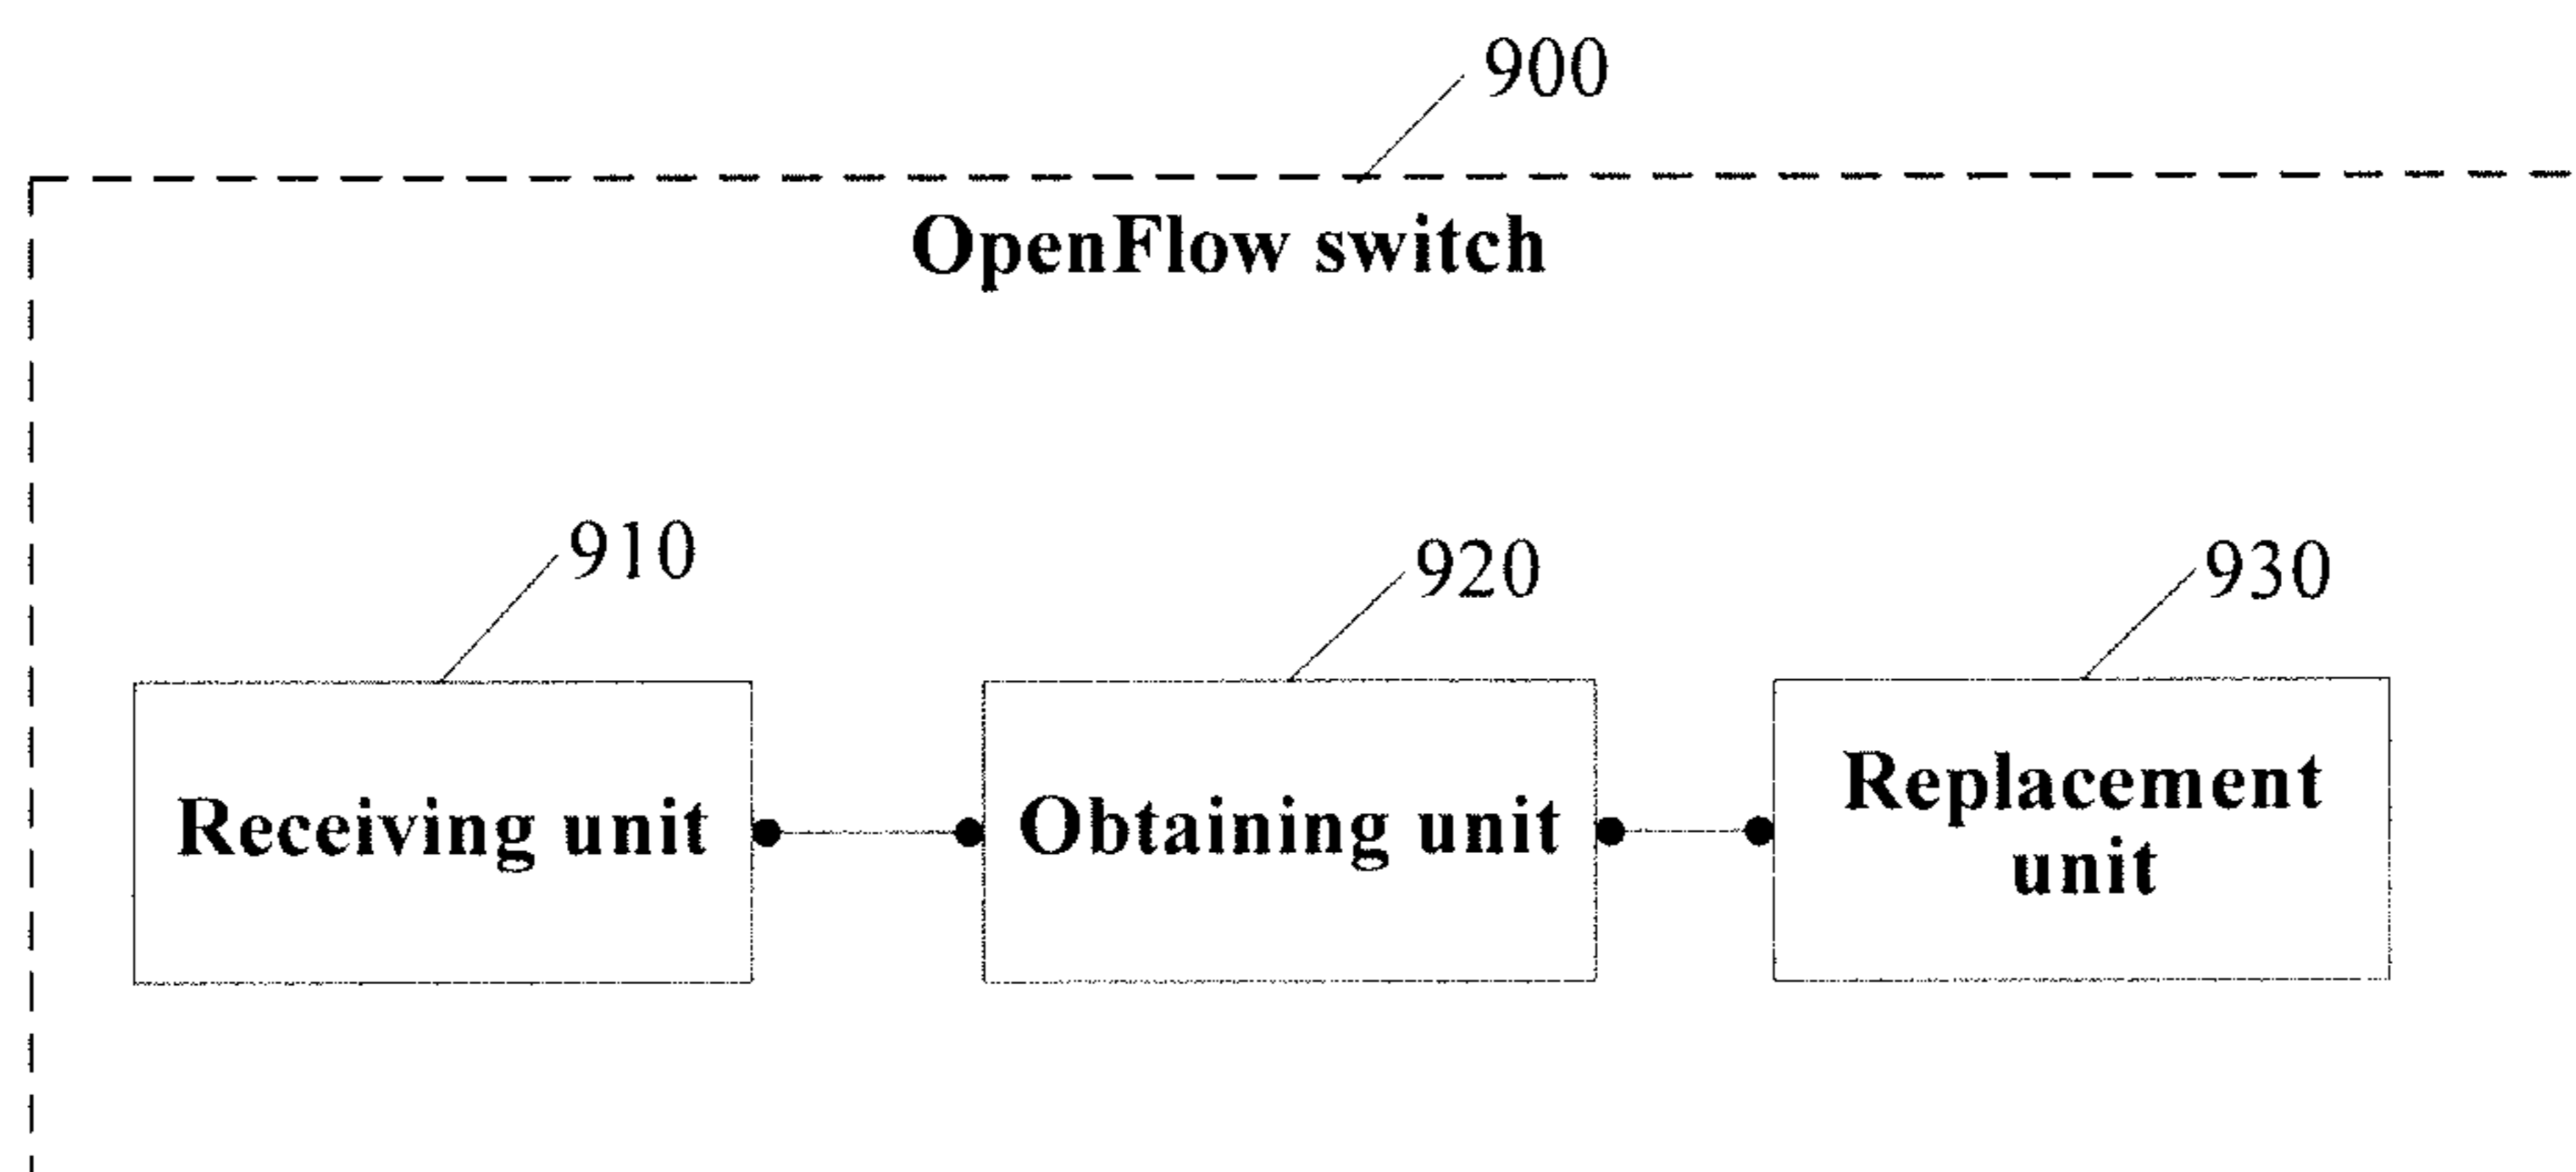 900
OpenFlow switch
910
920
930
Receiving unit
Obtaining unit
Replacement
unit